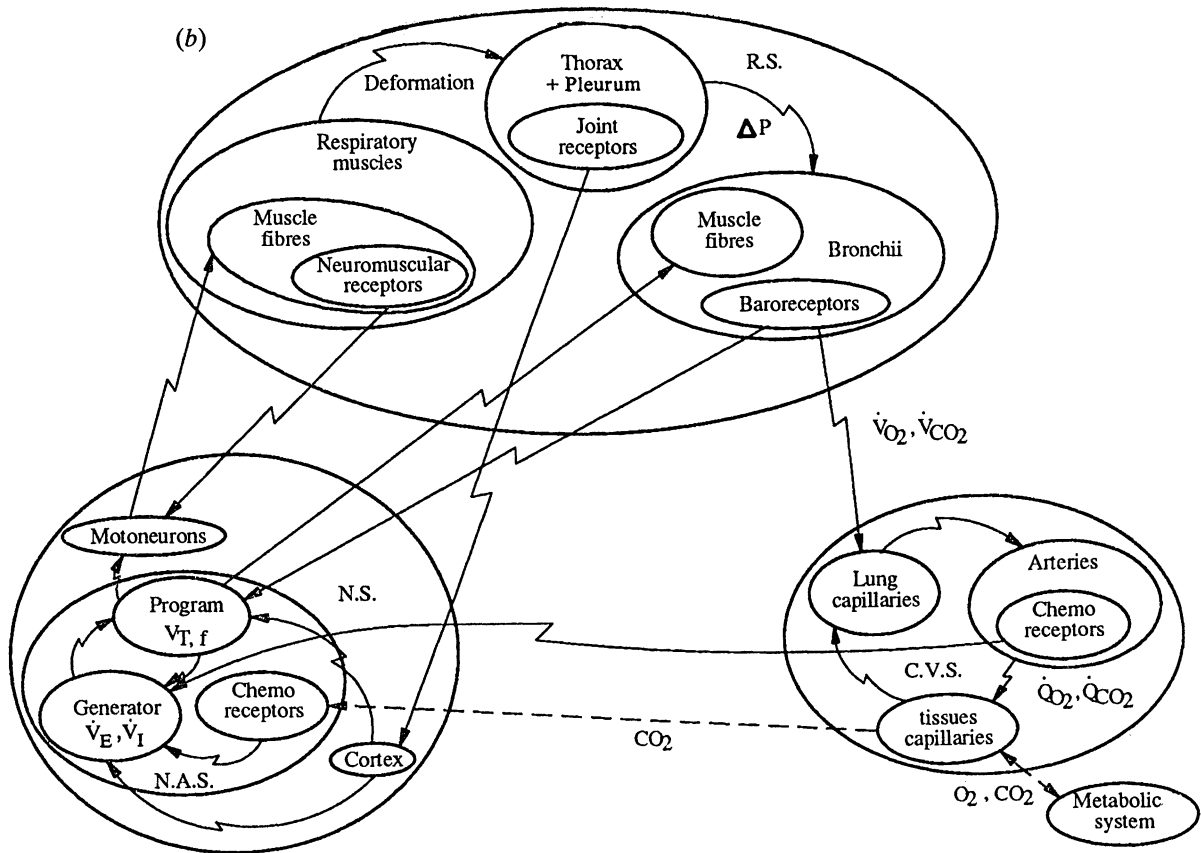 (b)
Thorax
+ Pleurum
R.S.
Deformation
Joint
receptors
ΔP
Respiratory
muscles
Muscle
fibres
Neuromuscular
receptors
Muscle
fibres
Bronchii
Baroreceptors
V̇O₂, V̇CO₂
Motoneurons
N.S.
Program
VT, f
Generator
V̇E, V̇I
Chemo
receptors
N.A.S.
Cortex
Lung
capillaries
Arteries
Chemo
receptors
C.V.S.
Q̇O₂, Q̇CO₂
tissues
capillaries
CO₂
O₂, CO₂
Metabolic
system